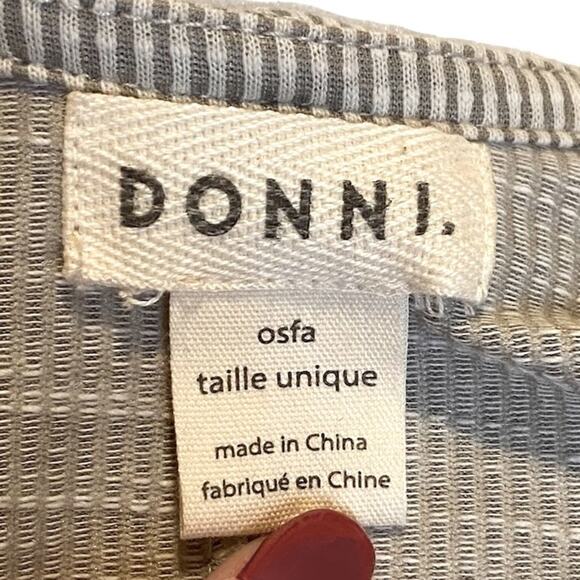 DONNI.
osfa
taille unique
made in China
fabriqué en Chine